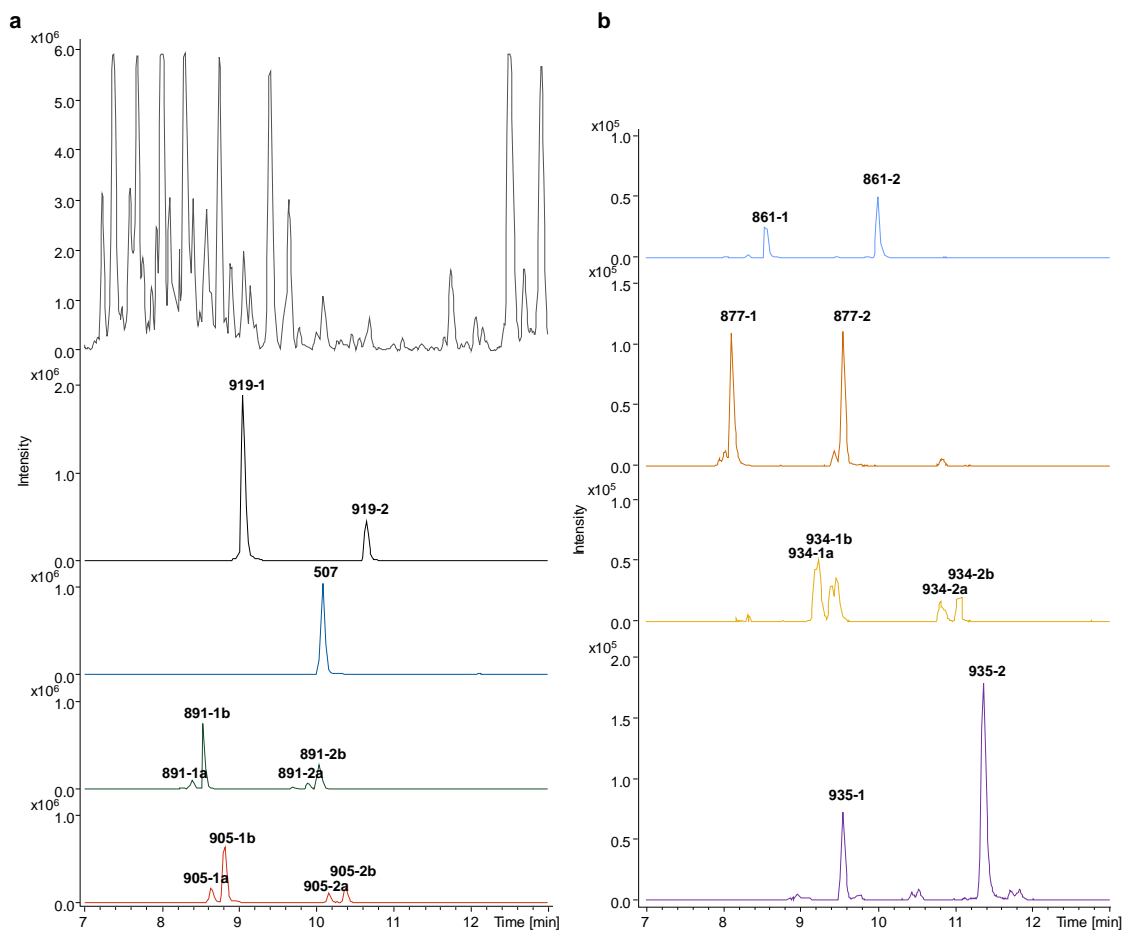 a
x10⁶
6.0
5.0
4.0
3.0
2.0
1.0
0.0
x10⁶
2.0
1.0
0.0
919-1
919-2
x10⁶
1.0
0.0
507
x10⁶
1.0
0.0
891-1a
891-1b
891-2a
891-2b
x10⁶
1.0
0.0
905-1a
905-1b
905-2a
905-2b
Intensity
7 8 9 10 11 12 Time [min]
b
x10⁵
1.0
0.5
0.0
861-1
861-2
x10⁵
1.5
1.0
0.5
0.0
877-1
877-2
x10⁵
1.0
0.5
0.0
934-1a
934-1b
934-2a
934-2b
x10⁵
2.0
1.5
1.0
0.5
0.0
935-1
935-2
Intensity
7 8 9 10 11 12 Time [min]